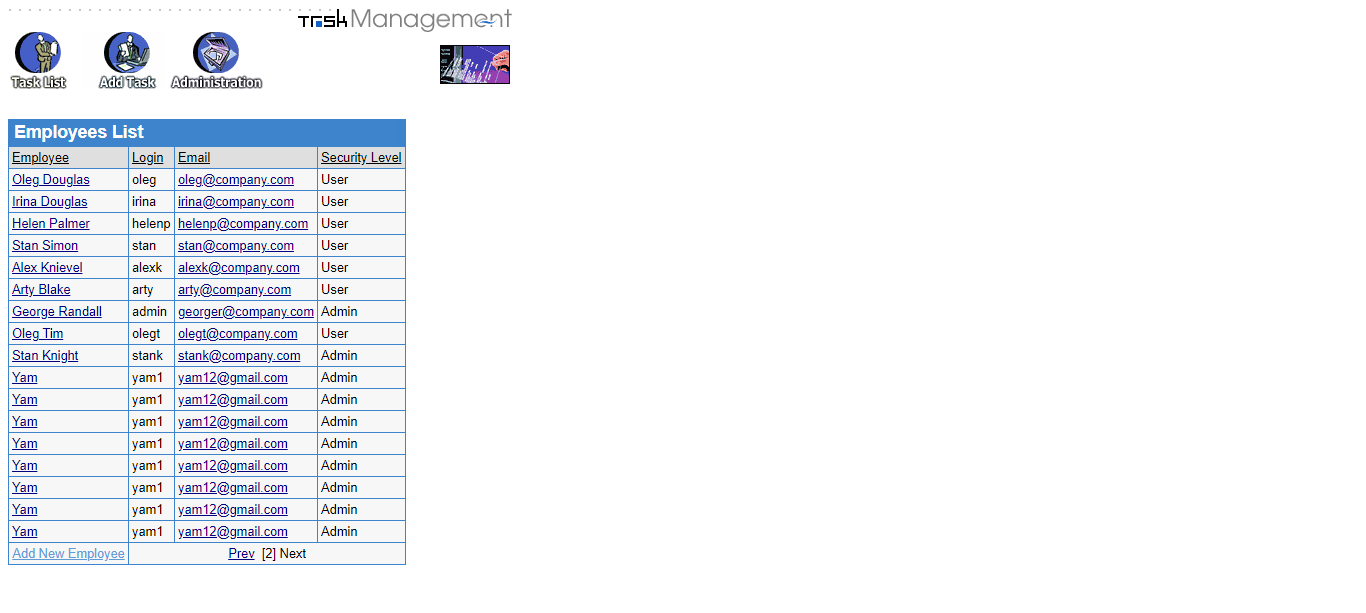 Task Management
Task List Add Task Administration
Employees List
Employee Login Email Security Level
Oleg Douglas oleg oleg@company.com User
Irina Douglas irina irina@company.com User
Helen Palmer helenp helenp@company.com User
Stan Simon stan stan@company.com User
Alex Knievel alexk alexk@company.com User
Arty Blake arty arty@company.com User
George Randall admin georger@company.com Admin
Oleg Tim olegt olegt@company.com User
Stan Knight stank stank@company.com Admin
Yam yam1 yam12@gmail.com Admin
Yam yam1 yam12@gmail.com Admin
Yam yam1 yam12@gmail.com Admin
Yam yam1 yam12@gmail.com Admin
Yam yam1 yam12@gmail.com Admin
Yam yam1 yam12@gmail.com Admin
Yam yam1 yam12@gmail.com Admin
Yam yam1 yam12@gmail.com Admin
Add New Employee Prev [2] Next